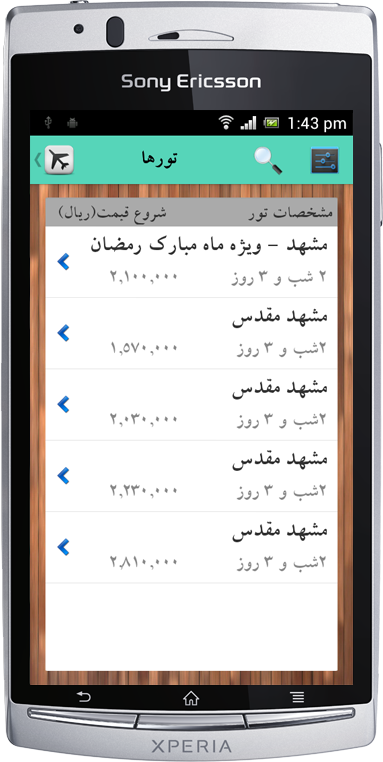 Sony Ericsson
1:43 pm
تورها
مشخصات تور شروع قیمت(ریال)
مشهد - ویژه ماه مبارک رمضان
۲ شب و ۳ روز ۲,۱۰۰,۰۰۰
مشهد مقدس
۲شب و ۳ روز ۱,۵۷۰,۰۰۰
مشهد مقدس
۲شب و ۳ روز ۲,۰۳۰,۰۰۰
مشهد مقدس
۲شب و ۳ روز ۲,۲۳۰,۰۰۰
مشهد مقدس
۲شب و ۳ روز ۲,۸۱۰,۰۰۰
XPERIA